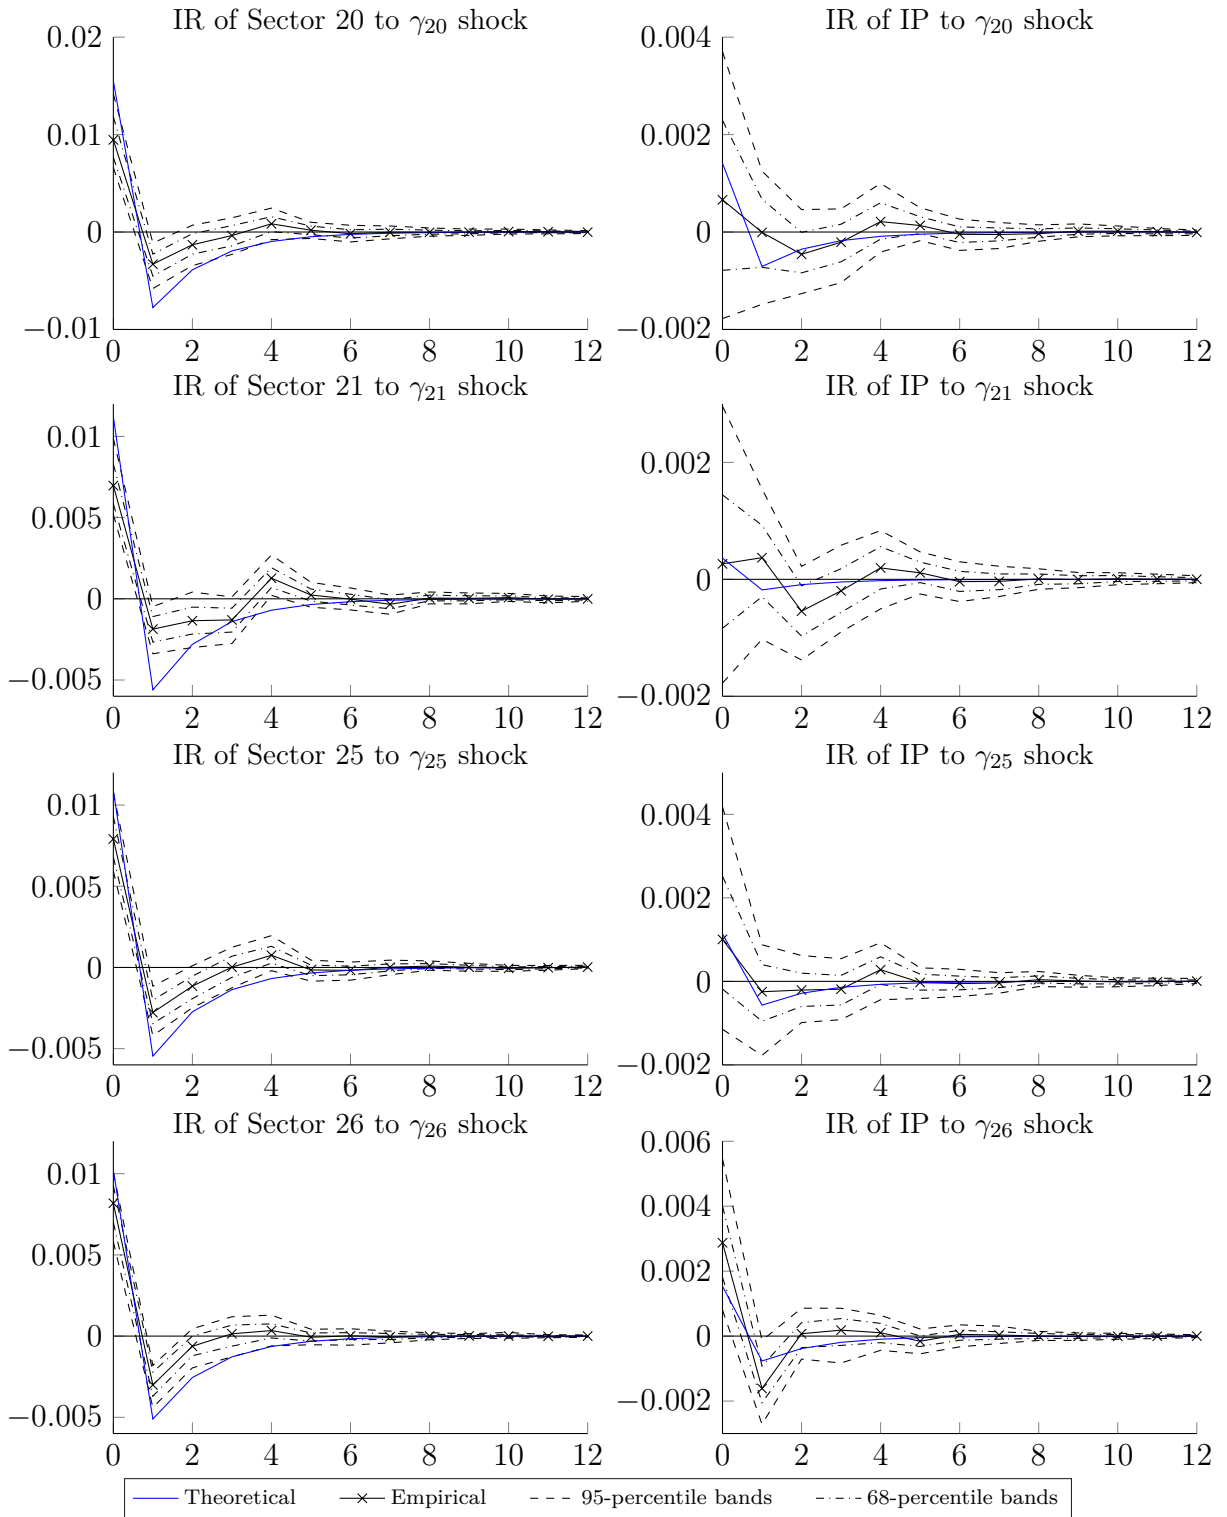 IR of Sector 20 to γ20 shock
0.02
0.01
0
−0.01
0 2 4 6 8 10 12
IR of IP to γ20 shock
0.004
0.002
0
−0.002
0 2 4 6 8 10 12
IR of Sector 21 to γ21 shock
0.01
0.005
0
−0.005
0 2 4 6 8 10 12
IR of IP to γ21 shock
0.002
0
−0.002
0 2 4 6 8 10 12
IR of Sector 25 to γ25 shock
0.01
0.005
0
−0.005
0 2 4 6 8 10 12
IR of IP to γ25 shock
0.004
0.002
0
−0.002
0 2 4 6 8 10 12
IR of Sector 26 to γ26 shock
0.01
0.005
0
−0.005
0 2 4 6 8 10 12
IR of IP to γ26 shock
0.006
0.004
0.002
0
−0.002
0 2 4 6 8 10 12
Theoretical Empirical 95-percentile bands 68-percentile bands